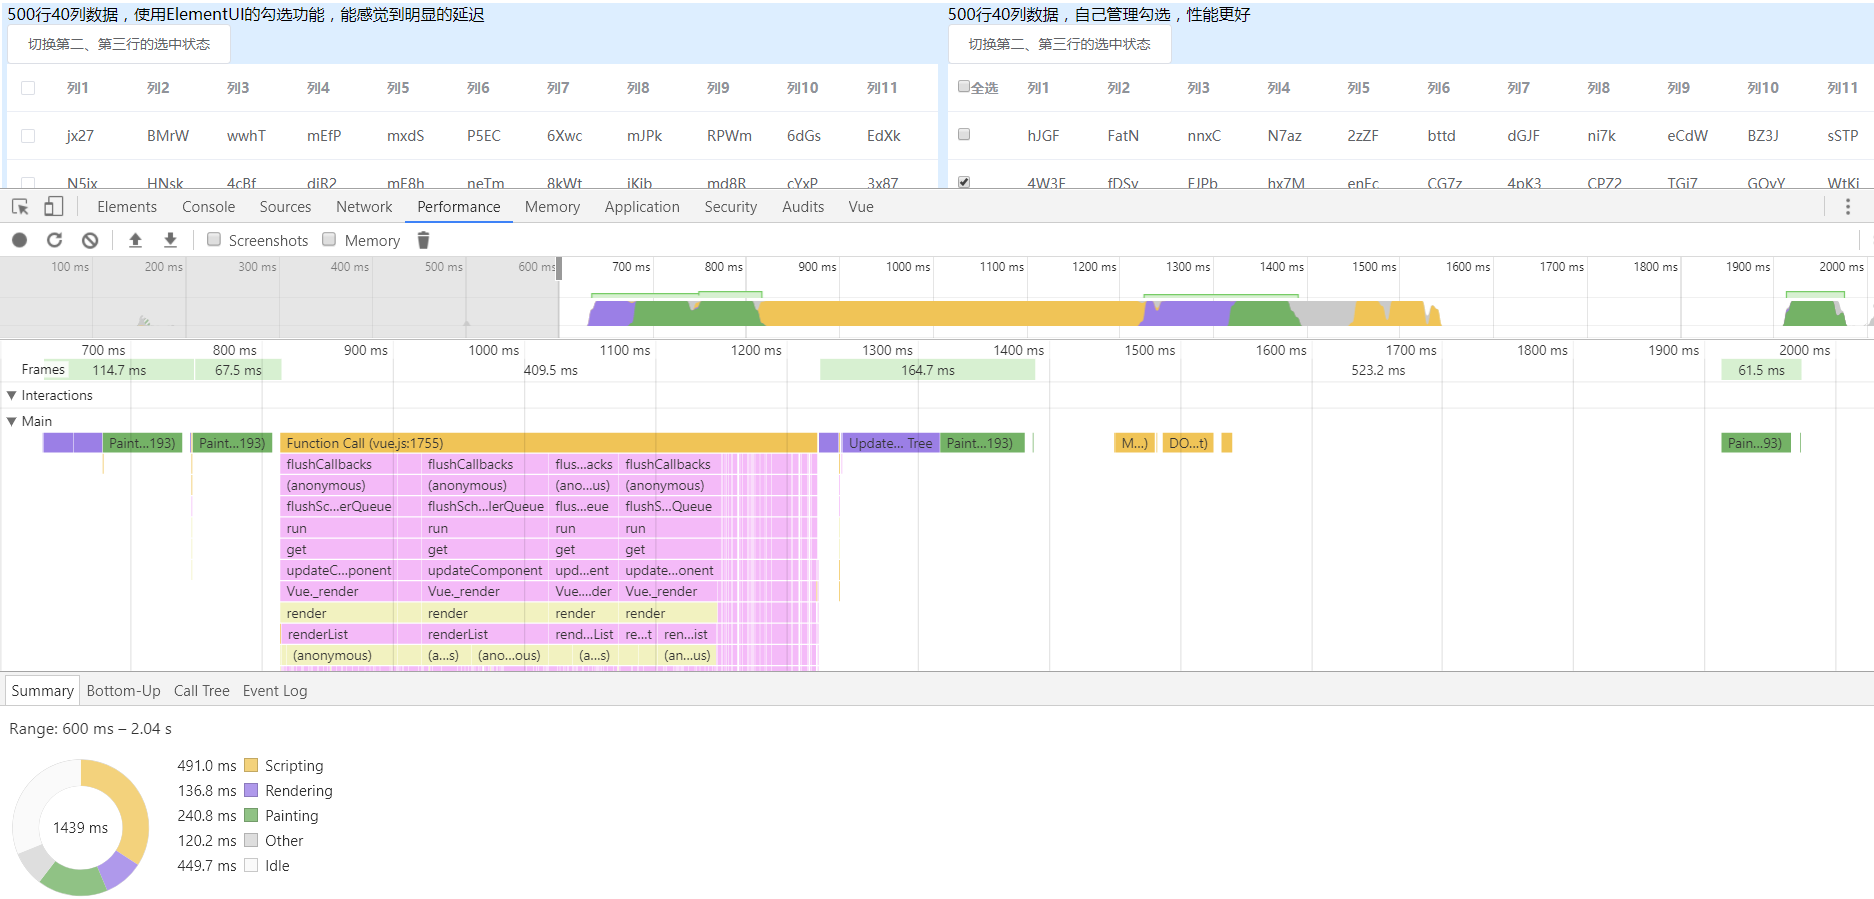 500行40列数据，使用ElementUI的勾选功能，能感觉到明显的延迟
切换第二、第三行的选中状态
列1 列2 列3 列4 列5 列6 列7 列8 列9 列10 列11
jx27 BMrW wwhT mEfP mxdS P5EC 6Xwc mJPk RPWm 6dGs EdXk
HNsk 4cBf neTm 8kWt md8R cYxP 3x87
500行40列数据，自己管理勾选，性能更好
切换第二、第三行的选中状态
全选 列1 列2 列3 列4 列5 列6 列7 列8 列9 列10 列11
hJGF FatN nnxC N7az 2zZF bttd dGJF ni7k eCdW BZ3J sSTP
hx7M CG7z 4pK3 CPZ2
Elements Console Sources Network Performance Memory Application Security Audits Vue
Screenshots Memory
100 ms 200 ms 300 ms 400 ms 500 ms 600 ms 700 ms 800 ms 900 ms 1000 ms 1100 ms 1200 ms 1300 ms 1400 ms 1500 ms 1600 ms 1700 ms 1800 ms 1900 ms 2000 ms
700 ms 800 ms 900 ms 1000 ms 1100 ms 1200 ms 1300 ms 1400 ms 1500 ms 1600 ms 1700 ms 1800 ms 1900 ms 2000 ms
Frames 114.7 ms 67.5 ms 409.5 ms 164.7 ms 523.2 ms 61.5 ms
Interactions
Main
Paint...193) Paint...193) Function Call (vue.js:1755) Update... Tree Paint...193) M...) DO...t) Pain...93)
flushCallbacks flushCallbacks flus...acks flushCallbacks
(anonymous) (anonymous) (ano...us) (anonymous)
flushSc...erQueue flushSch...lerQueue flus...eue flushS...Queue
run run run run
get get get get
updateC...ponent updateComponent upd...ent update...onent
Vue._render Vue._render Vue....der Vue._render
render render render render
renderList renderList rend...List re...t ren...ist
(anonymous) (a...s) (ano...ous) (a...s) (an...us)
Summary Bottom-Up Call Tree Event Log
Range: 600 ms – 2.04 s
1439 ms
491.0 ms Scripting
136.8 ms Rendering
240.8 ms Painting
120.2 ms Other
449.7 ms Idle